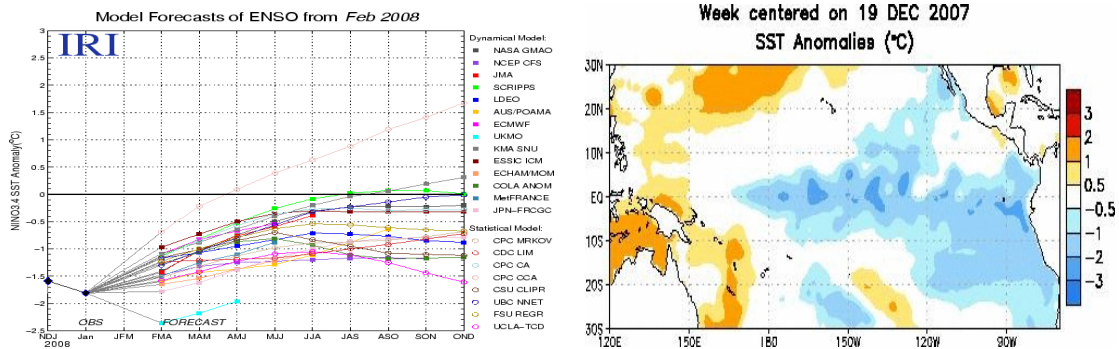 Model Forecasts of ENSO from Feb 2008
IRI
NINO3.4 SST Anomaly(°C)
3
2.5
2
1.5
1
0.5
0
−0.5
−1.0
−1.5
−2.0
−2.5
OBS FORECAST
NDJ Jan JFM FMA MAM AMJ MJJ JJA JAS ASO SON OND
2008
Dynamical Model:
NASA GMAO
NCEP CFS
JMA
SCRIPPS
LDEO
AUS/POAMA
ECMWF
UKMO
KMA SNU
ESSIC ICM
ECHAM/MOM
COLA ANOM
MetFRANCE
JPN−FRCGC
Statistical Model:
CPC MRKOV
CDC LIM
CPC CA
CPC CCA
CSU CLIPR
UBC NNET
FSU REGR
UCLA−TCD
Week centered on 19 DEC 2007
SST Anomalies (°C)
30N
20N
10N
EQ
10S
20S
30S
120E 150E 180 150W 120W 90W
3
2
1
0.5
−0.5
−1
−2
−3